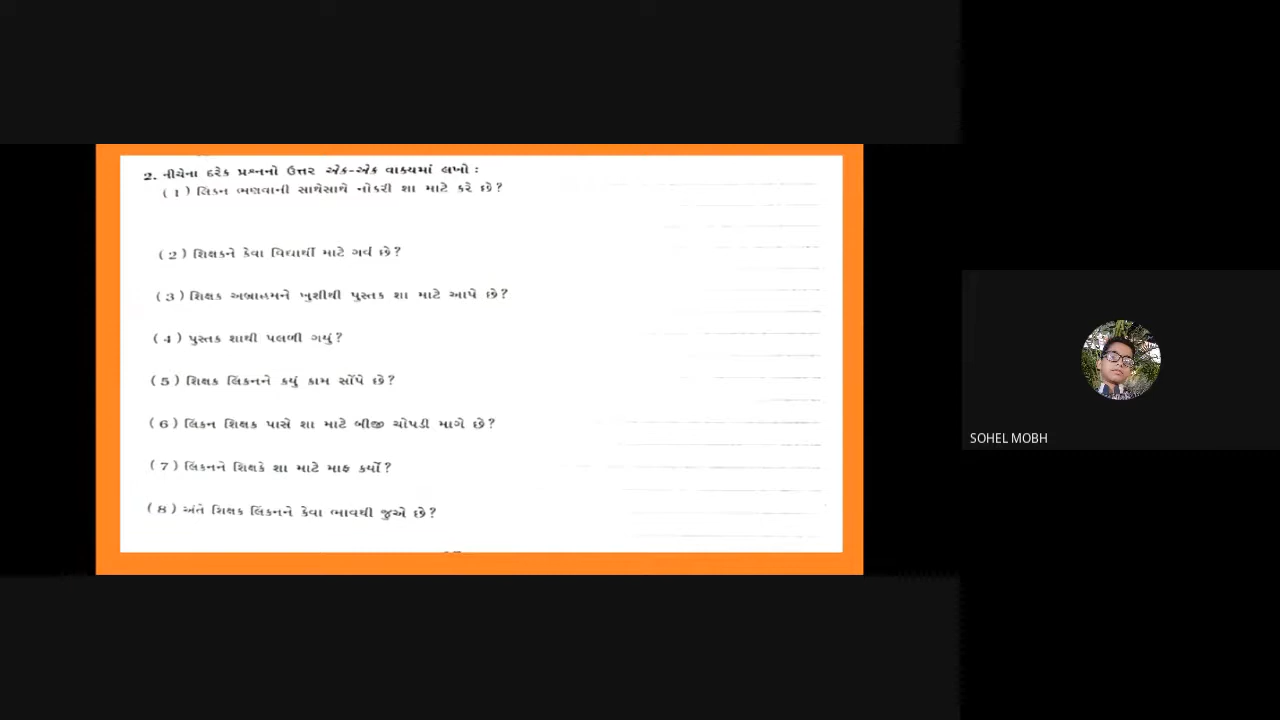 2. નીચેના દરેક પ્રશ્નનો ઉત્તર એક-એક વાક્યમાં લખો :
(1) લિંકન ભણવાની સાથેસાથે નોકરી શા માટે કરે છે?
(2) શિક્ષકને કેવા વિદ્યાર્થી માટે ગર્વ છે?
(3) શિક્ષક અબ્રાહમને ખુશીથી પુસ્તક શા માટે આપે છે?
(4) પુસ્તક શાથી પલળી ગયું?
(5) શિક્ષક લિંકનને કયું કામ સોંપે છે?
(6) લિંકન શિક્ષક પાસે શા માટે બીજી ચોપડી માગે છે?
(7) લિંકનને શિક્ષકે શા માટે માફ કર્યો?
(8) અંતે શિક્ષક લિંકનને કેવા ભાવથી જુએ છે?
SOHEL MOBH